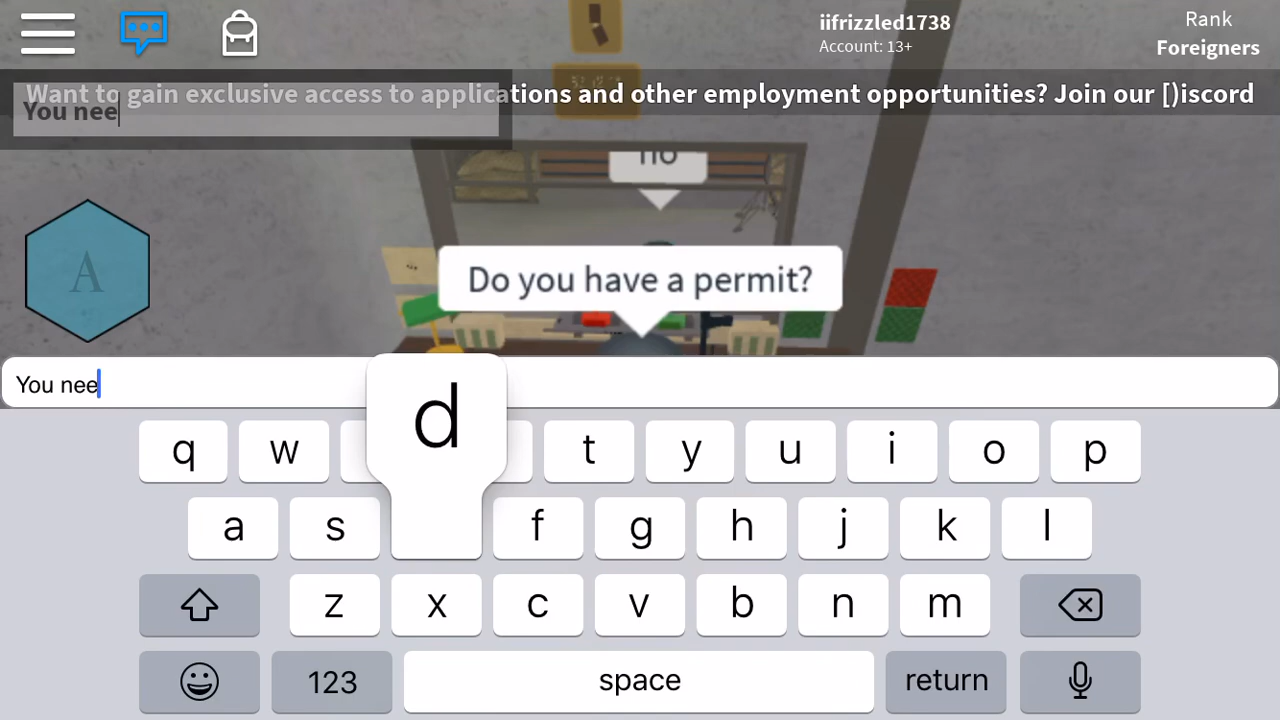 iifrizzled1738
Account: 13+
Rank
Foreigners
Want to gain exclusive access to applications and other employment opportunities? Join our [)iscord
You nee
no
A
Do you have a permit?
You nee
d
q w t y u i o p
a s f g h j k l
z x c v b n m
123 space return